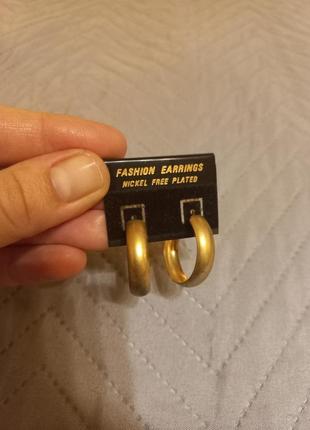 FASHION EARRINGS
NICKEL FREE PLATED